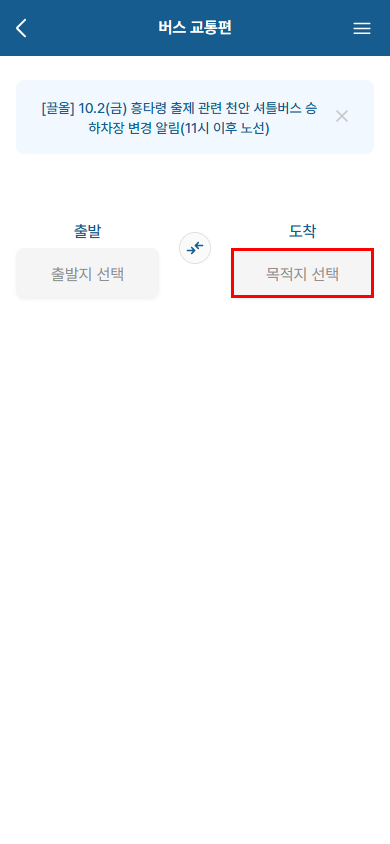 버스 교통편
[끌올] 10.2(금) 흥타령 출제 관련 천안 셔틀버스 승
하차장 변경 알림(11시 이후 노선)
출발
도착
출발지 선택
목적지 선택